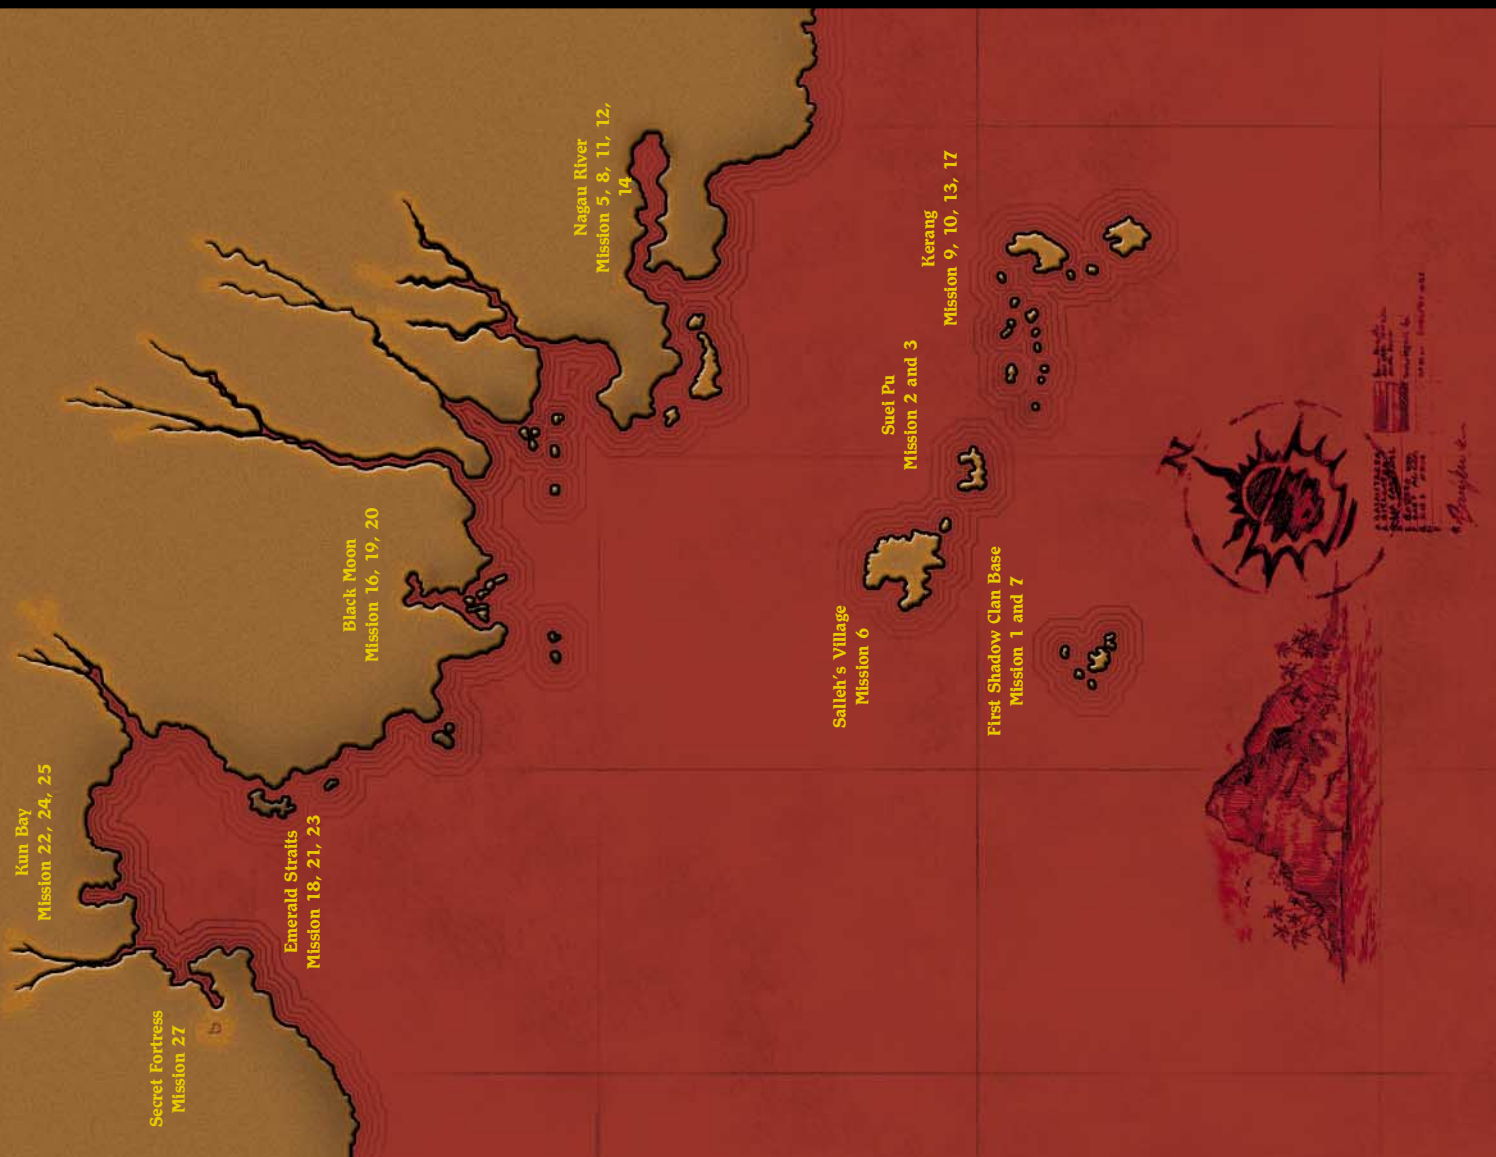 Kun Bay
Mission 22, 24, 25
Secret Fortress
Mission 27
Emerald Straits
Mission 18, 21, 23
Black Moon
Mission 16, 19, 20
Nagau River
Mission 5, 8, 11, 12,
14
Salleh's Village
Mission 6
Suei Pu
Mission 2 and 3
Kerang
Mission 9, 10, 13, 17
First Shadow Clan Base
Mission 1 and 7
N